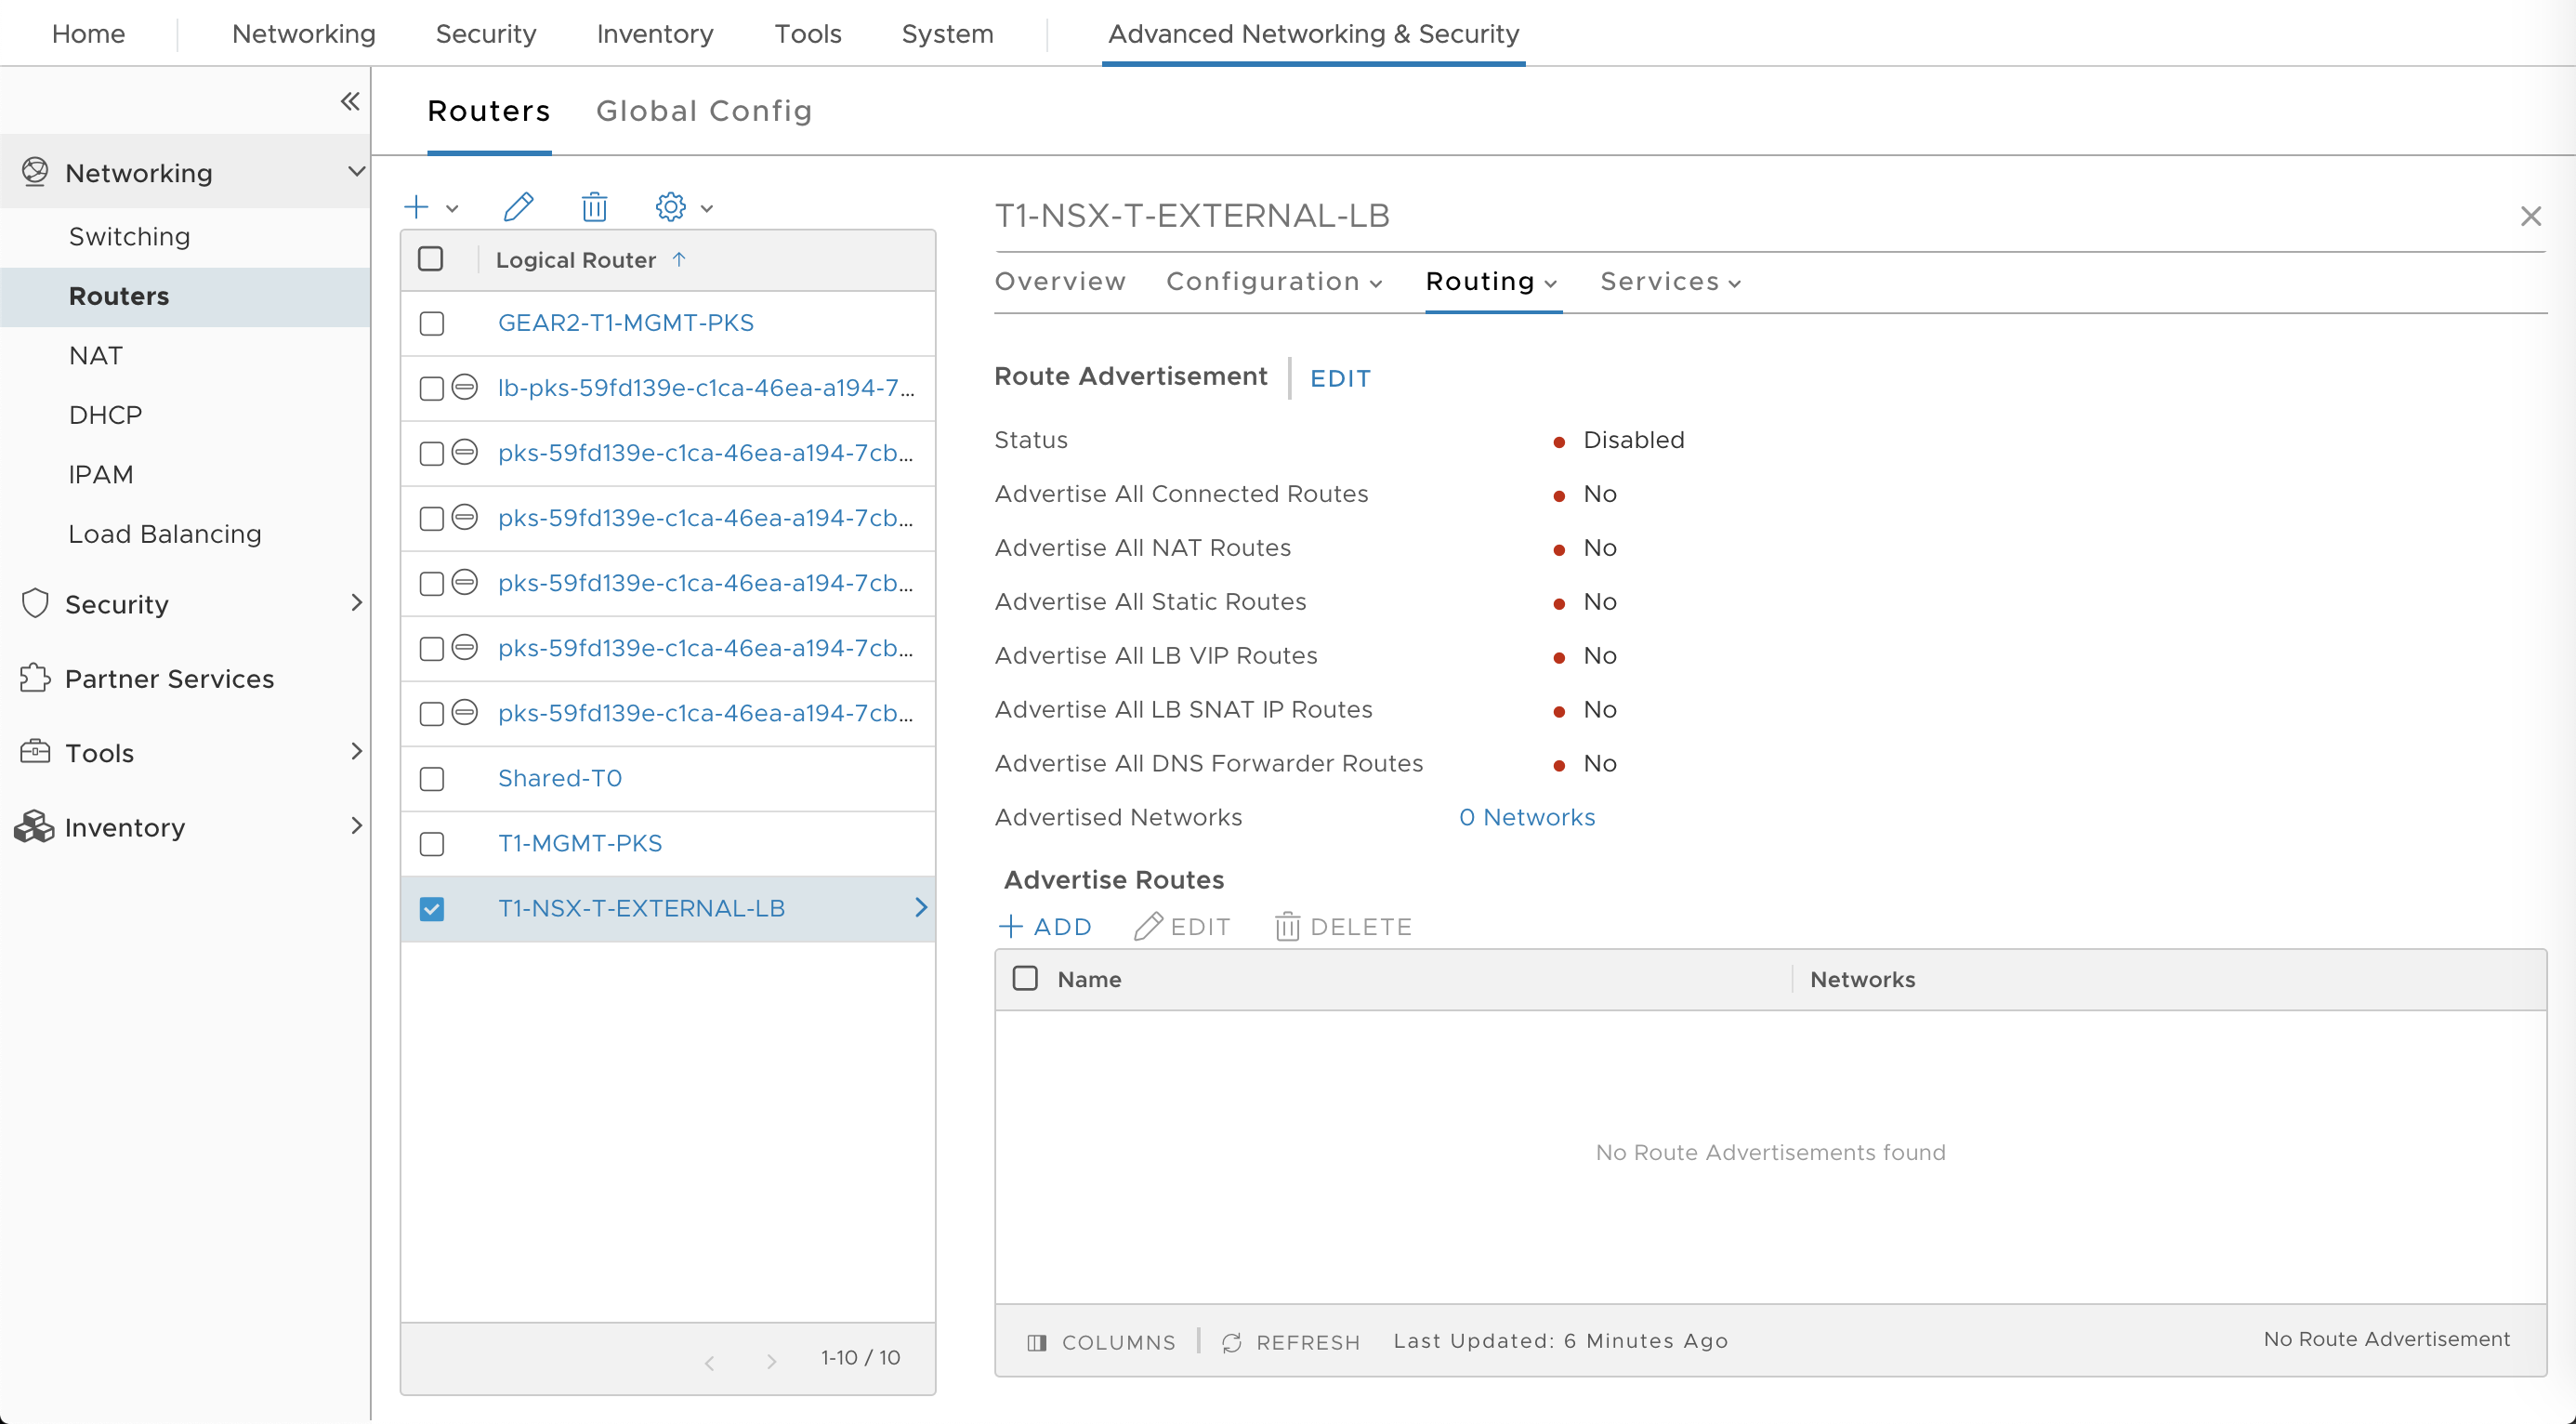 Home Networking Security Inventory Tools System Advanced Networking & Security
Routers Global Config
Networking
Switching
Routers
NAT
DHCP
IPAM
Load Balancing
Security
Partner Services
Tools
Inventory
Logical Router
GEAR2-T1-MGMT-PKS
lb-pks-59fd139e-c1ca-46ea-a194-7...
pks-59fd139e-c1ca-46ea-a194-7cb...
pks-59fd139e-c1ca-46ea-a194-7cb...
pks-59fd139e-c1ca-46ea-a194-7cb...
pks-59fd139e-c1ca-46ea-a194-7cb...
pks-59fd139e-c1ca-46ea-a194-7cb...
Shared-T0
T1-MGMT-PKS
T1-NSX-T-EXTERNAL-LB
1-10 / 10
T1-NSX-T-EXTERNAL-LB
Overview Configuration Routing Services
Route Advertisement EDIT
Status Disabled
Advertise All Connected Routes No
Advertise All NAT Routes No
Advertise All Static Routes No
Advertise All LB VIP Routes No
Advertise All LB SNAT IP Routes No
Advertise All DNS Forwarder Routes No
Advertised Networks 0 Networks
Advertise Routes
ADD EDIT DELETE
Name Networks
No Route Advertisements found
COLUMNS REFRESH Last Updated: 6 Minutes Ago No Route Advertisement